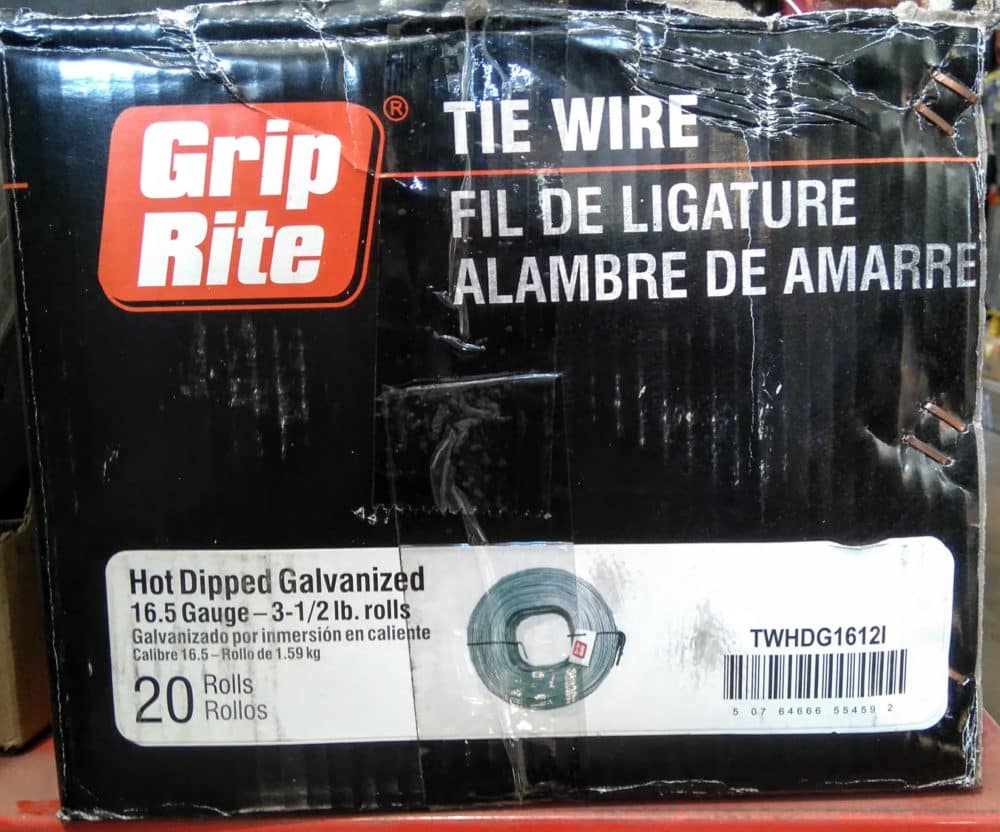 Grip
Rite
®
TIE WIRE
FIL DE LIGATURE
ALAMBRE DE AMARRE
Hot Dipped Galvanized
16.5 Gauge – 3-1/2 lb. rolls
Galvanizado por inmersión en caliente
Calibre 16.5 – Rollo de 1.59 kg
20 Rolls
Rollos
TWHDG1612I
5 07 64666 55459 2